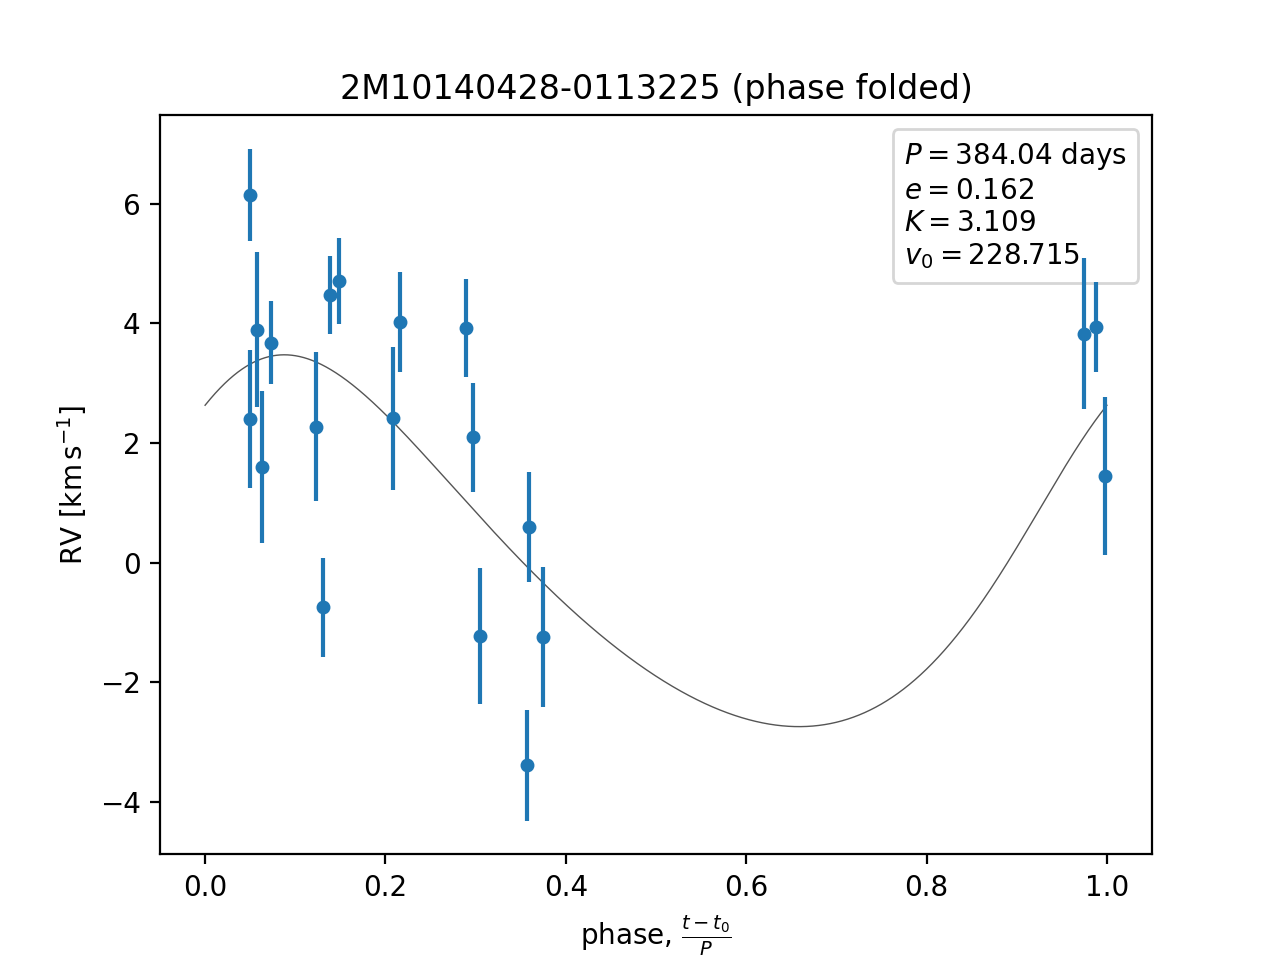 2M10140428-0113225 (phase folded)
P = 384.04 days
e = 0.162
K = 3.109
v₀ = 228.715
RV [km s⁻¹]
6
4
2
0
−2
−4
0.0 0.2 0.4 0.6 0.8 1.0
phase, (t − t₀)/P